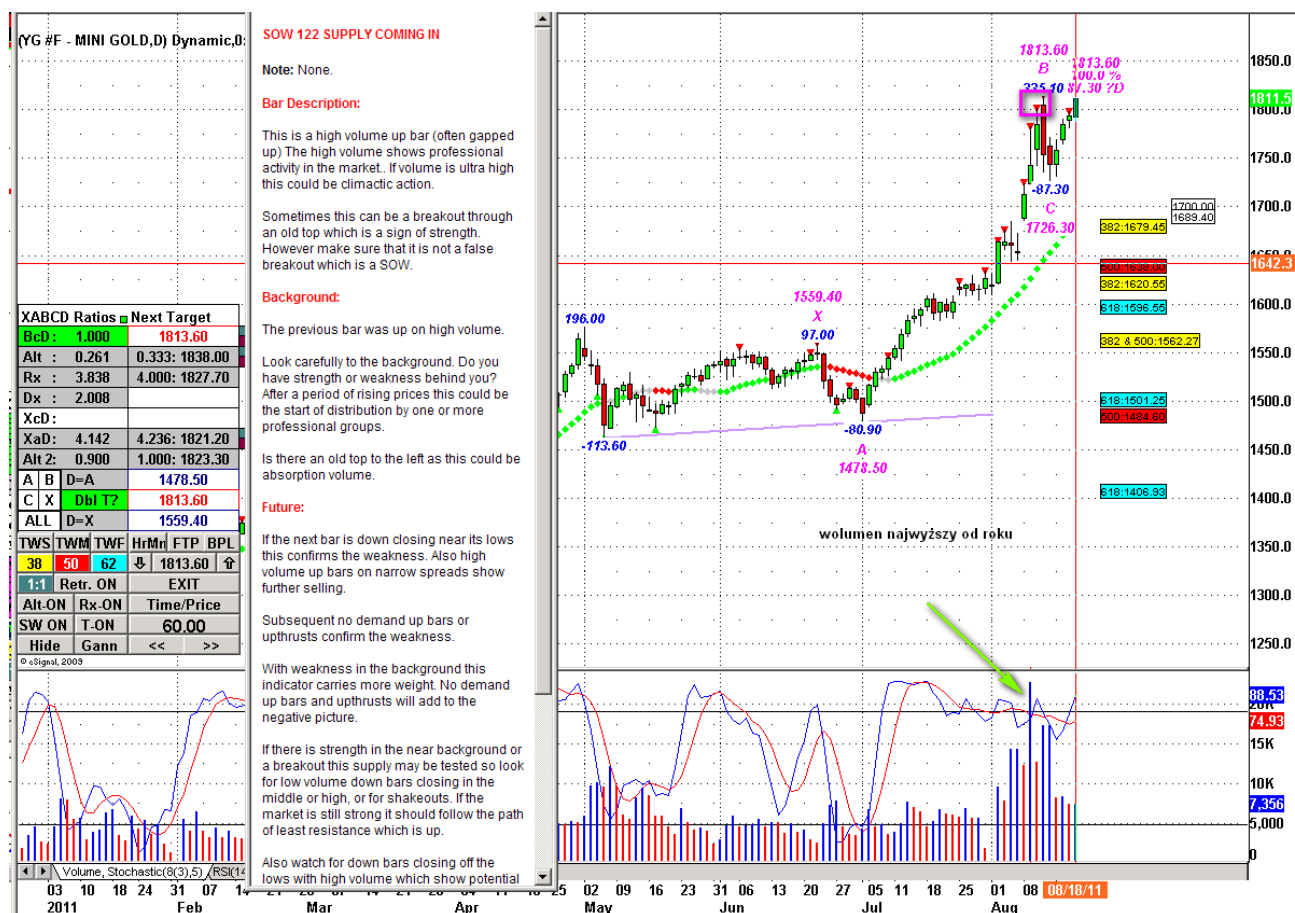 (YG #F - MINI GOLD,D) Dynamic,0:
SOW 122 SUPPLY COMING IN
Note: None.
Bar Description:
This is a high volume up bar (often gapped
up) The high volume shows professional
activity in the market.. If volume is ultra high
this could be climactic action.
Sometimes this can be a breakout through
an old top which is a sign of strength.
However make sure that it is not a false
breakout which is a SOW.
Background:
The previous bar was up on high volume.
Look carefully to the background. Do you
have strength or weakness behind you?
After a period of rising prices this could be
the start of distribution by one or more
professional groups.
Is there an old top to the left as this could be
absorption volume.
Future:
If the next bar is down closing near its lows
this confirms the weakness. Also high
volume up bars on narrow spreads show
further selling.
Subsequent no demand up bars or
upthrusts confirm the weakness.
With weakness in the background this
indicator carries more weight. No demand
up bars and upthrusts will add to the
negative picture.
If there is strength in the near background or
a breakout this supply may be tested so look
for low volume down bars closing in the
middle or high, or for shakeouts. If the
market is still strong it should follow the path
of least resistance which is up.
Also watch for down bars closing off the
lows with high volume which show potential
XABCD Ratios Next Target
BcD: 1.000 1813.60
Alt : 0.261 0.333: 1838.00
Rx : 3.838 4.000: 1827.70
Dx : 2.008
XcD:
XaD: 4.142 4.236: 1821.20
Alt 2: 0.900 1.000: 1823.30
A B D=A 1478.50
C X Dbl T? 1813.60
ALL D=X 1559.40
TWS TWM TWF HrMn FTP BPL
38 50 62 1813.60
1:1 Retr. ON EXIT
Alt-ON Rx-ON Time/Price
SW ON T-ON 60.00
Hide Gann << >>
© eSignal, 2009
1813.60
B
335.10
1813.60
100.0 %
87.30 ?D
-87.30
C
1726.30
1559.40
X
97.00
196.00
-113.60
-80.90
A
1478.50
1700.00
1689.40
382:1679.45
500:1638.00
382:1620.55
618:1596.55
382 & 500:1562.27
618:1501.25
500:1484.60
618:1406.93
wolumen najwyższy od roku
1850.0
1811.5
1800.0
1750.0
1700.0
1642.3
1600.0
1550.0
1500.0
1450.0
1400.0
1350.0
1300.0
1250.0
88.53
74.93
15K
10K
7,356
5,000
0
Volume, Stochastic(8(3),5) RSI(14
03 10 18 24 31 07 14 25 02 09 16 23 31 06 13 20 27 05 11 18 25 01 08 08/18/11
2011 Feb Mar Apr May Jun Jul Aug